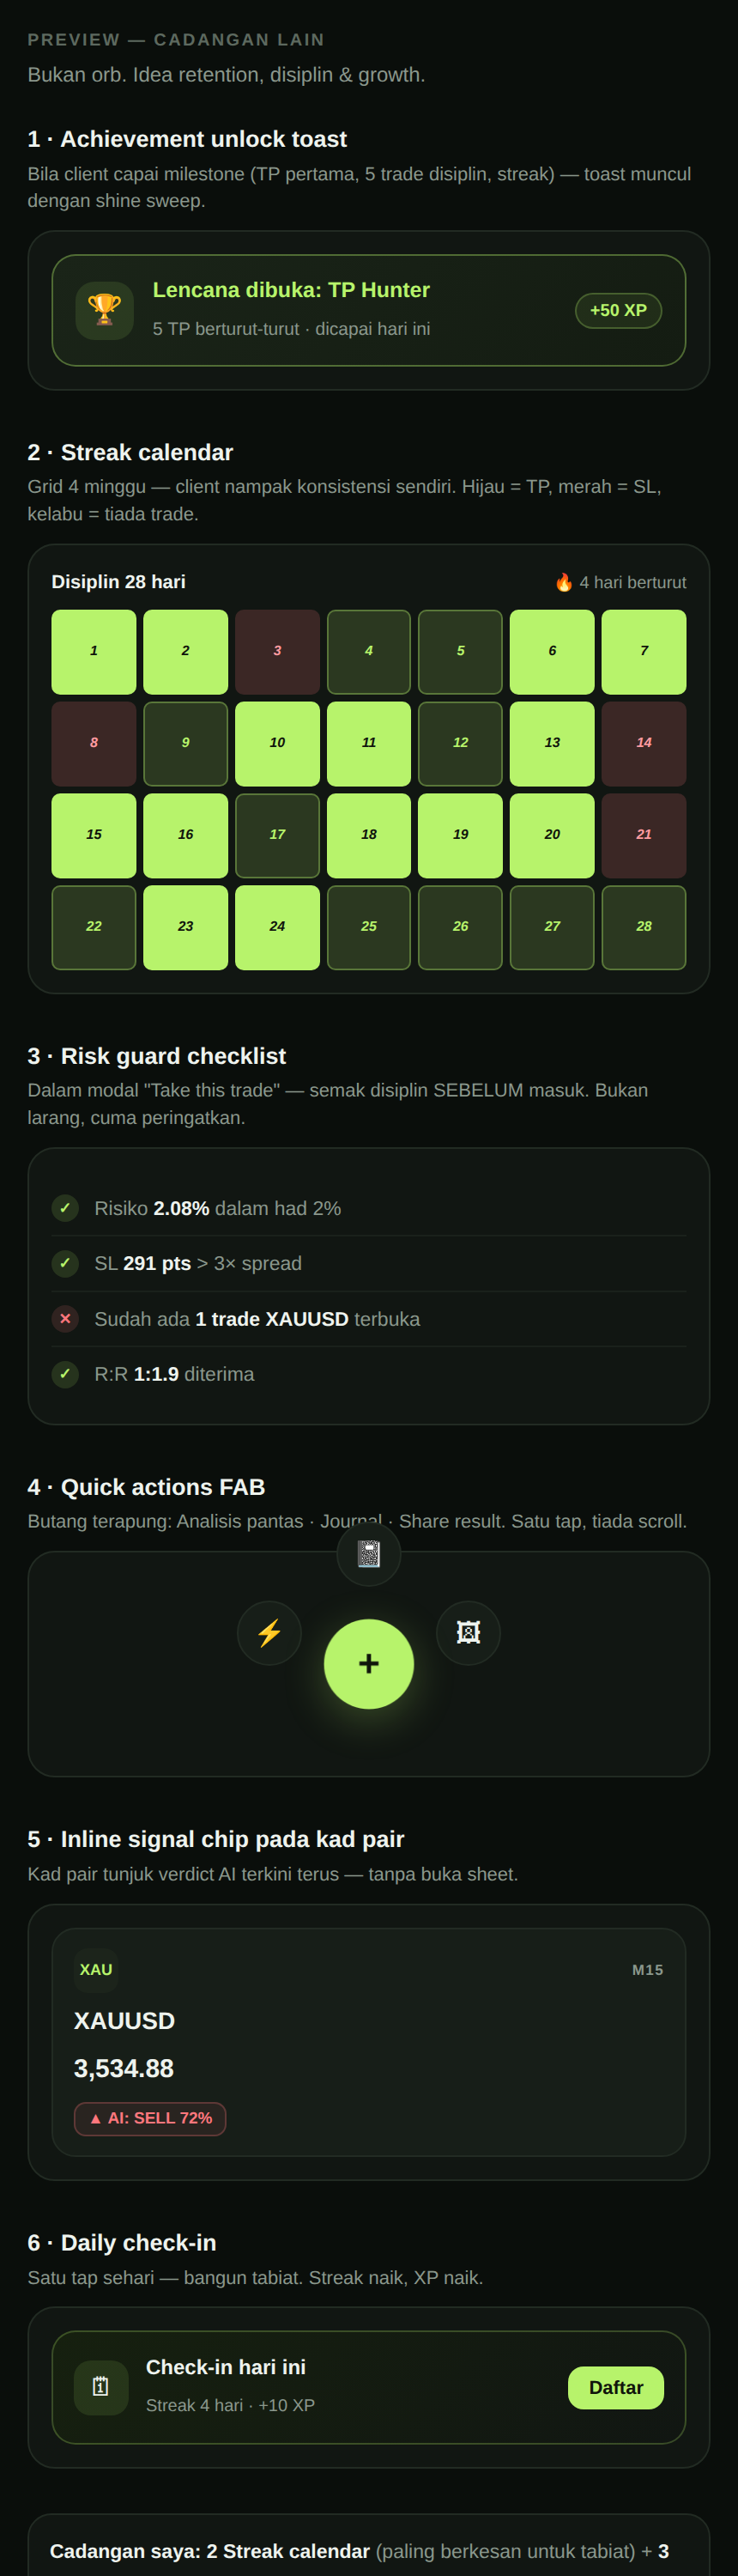 PREVIEW — CADANGAN LAIN
Bukan orb. Idea retention, disiplin & growth.
1 · Achievement unlock toast
Bila client capai milestone (TP pertama, 5 trade disiplin, streak) — toast muncul
dengan shine sweep.
Lencana dibuka: TP Hunter
5 TP berturut-turut · dicapai hari ini
+50 XP
2 · Streak calendar
Grid 4 minggu — client nampak konsistensi sendiri. Hijau = TP, merah = SL,
kelabu = tiada trade.
Disiplin 28 hari
🔥 4 hari berturut
1 2 3 4 5 6 7
8 9 10 11 12 13 14
15 16 17 18 19 20 21
22 23 24 25 26 27 28
3 · Risk guard checklist
Dalam modal "Take this trade" — semak disiplin SEBELUM masuk. Bukan
larang, cuma peringatkan.
✓ Risiko 2.08% dalam had 2%
✓ SL 291 pts > 3× spread
✕ Sudah ada 1 trade XAUUSD terbuka
✓ R:R 1:1.9 diterima
4 · Quick actions FAB
Butang terapung: Analisis pantas · Journal · Share result. Satu tap, tiada scroll.
+
5 · Inline signal chip pada kad pair
Kad pair tunjuk verdict AI terkini terus — tanpa buka sheet.
XAU
M15
XAUUSD
3,534.88
▲ AI: SELL 72%
6 · Daily check-in
Satu tap sehari — bangun tabiat. Streak naik, XP naik.
Check-in hari ini
Streak 4 hari · +10 XP
Daftar
Cadangan saya: 2 Streak calendar (paling berkesan untuk tabiat) + 3